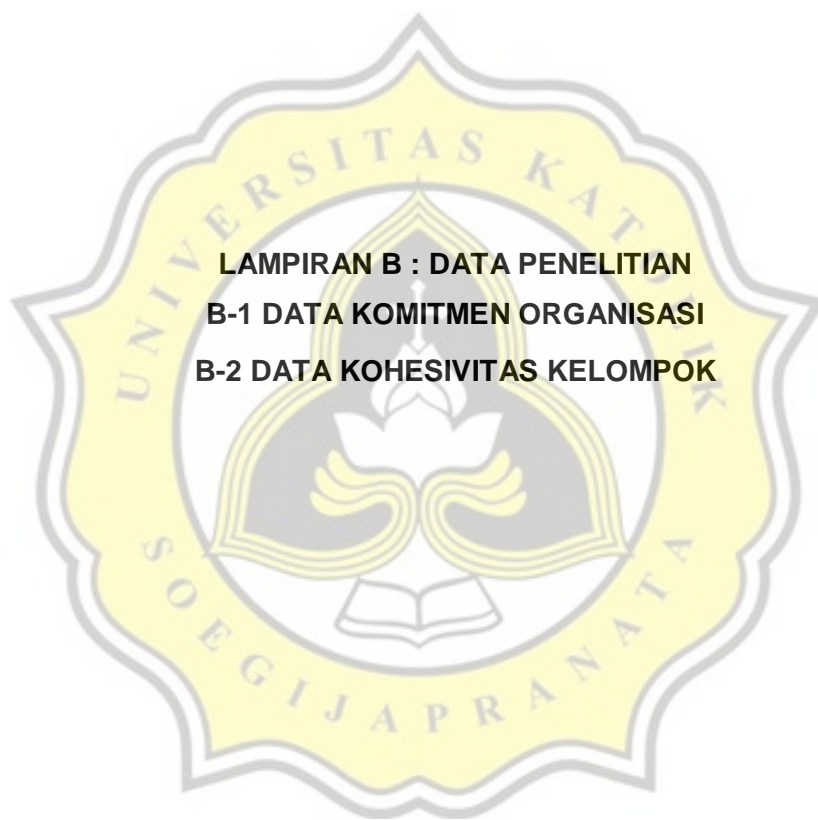 UNIVERSITAS KATOLIK
LAMPIRAN B : DATA PENELITIAN
B-1 DATA KOMITMEN ORGANISASI
B-2 DATA KOHESIVITAS KELOMPOK
SOEGIJAPRANATA